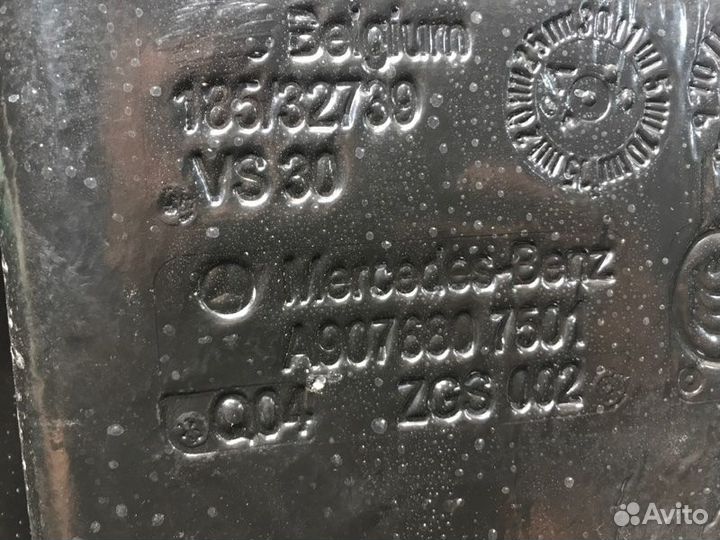 Belgium
185/32739
VS 30
Mercedes-Benz
A907 680 7501
Q04 ZGS 002
Avito